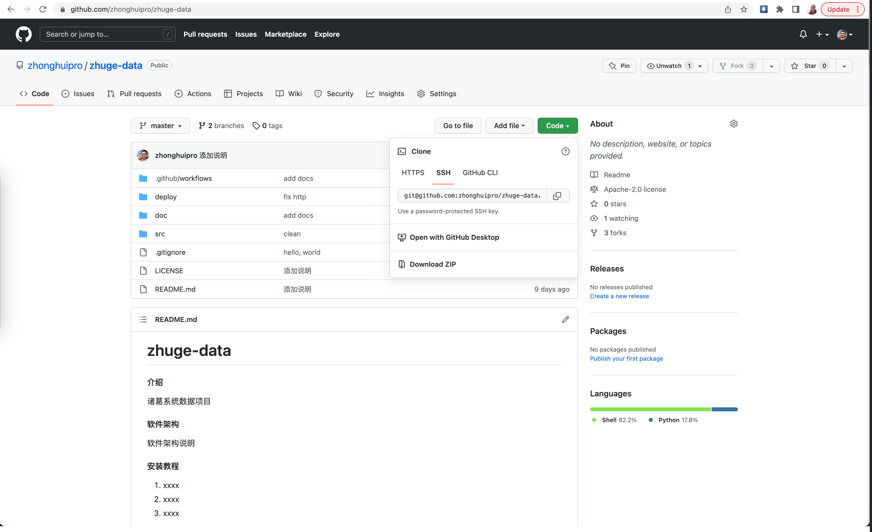 github.com/zhonghuipro/zhuge-data
Update
Search or jump to...
/
Pull requests
Issues
Marketplace
Explore
zhonghuipro / zhuge-data
Public
Pin
Unwatch 1
Fork 3
Star 0
Code
Issues
Pull requests
Actions
Projects
Wiki
Security
Insights
Settings
master
2 branches
0 tags
Go to file
Add file
Code
zhonghuipro 添加说明
.github/workflows
add docs
deploy
fix http
doc
add docs
src
clean
.gitignore
hello, world
LICENSE
添加说明
README.md
添加说明
9 days ago
Clone
HTTPS
SSH
GitHub CLI
git@github.com:zhonghuipro/zhuge-data.
Use a password-protected SSH key.
Open with GitHub Desktop
Download ZIP
README.md
zhuge-data
介绍
诸葛系统数据项目
软件架构
软件架构说明
安装教程
1. xxxx
2. xxxx
3. xxxx
About
No description, website, or topics
provided.
Readme
Apache-2.0 license
0 stars
1 watching
3 forks
Releases
No releases published
Create a new release
Packages
No packages published
Publish your first package
Languages
Shell 82.2%
Python 17.8%